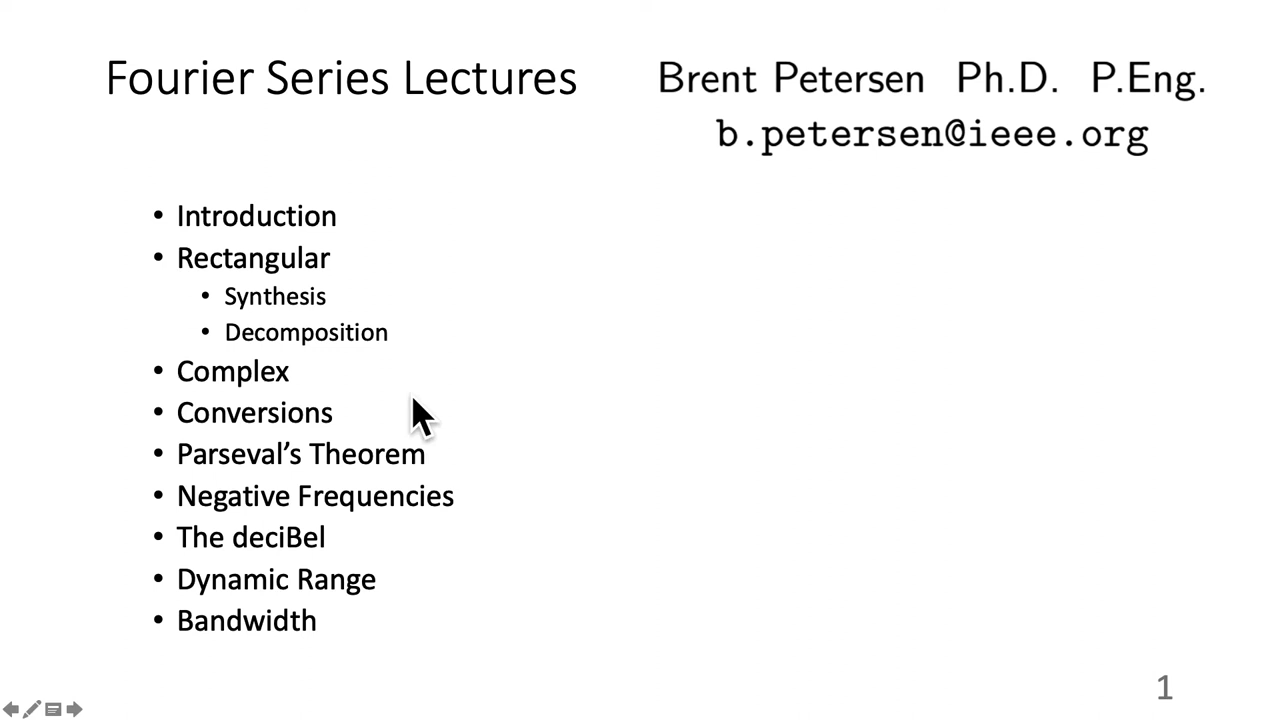 Fourier Series Lectures
Brent Petersen Ph.D. P.Eng.
b.petersen@ieee.org
• Introduction
• Rectangular
• Synthesis
• Decomposition
• Complex
• Conversions
• Parseval’s Theorem
• Negative Frequencies
• The deciBel
• Dynamic Range
• Bandwidth
1